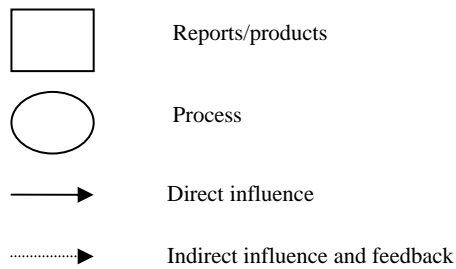 Reports/products
Process
Direct influence
Indirect influence and feedback